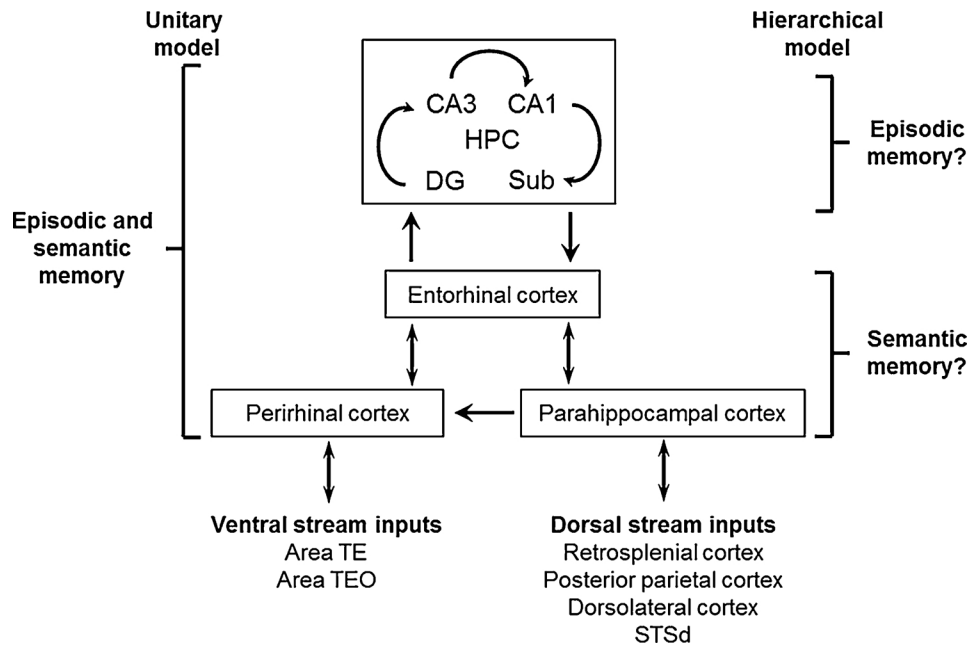 Unitary
model
Hierarchical
model
CA3 CA1
HPC
DG Sub
Episodic
memory?
Episodic and
semantic
memory
Entorhinal cortex
Semantic
memory?
Perirhinal cortex
Parahippocampal cortex
Ventral stream inputs
Area TE
Area TEO
Dorsal stream inputs
Retrosplenial cortex
Posterior parietal cortex
Dorsolateral cortex
STSd